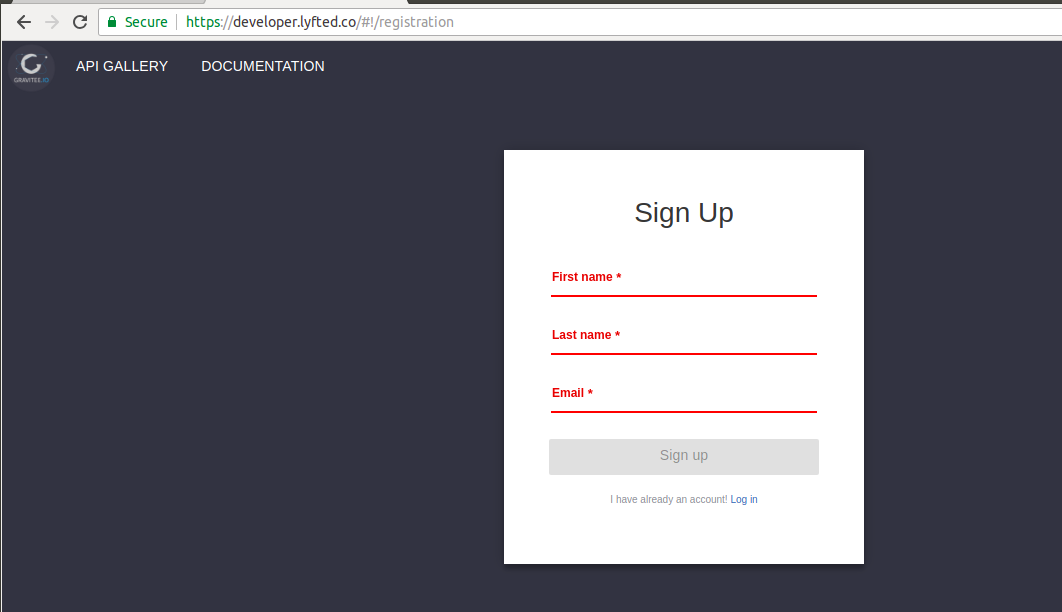 Secure https://developer.lyfted.co/#!/registration
GRAVITEE.IO API GALLERY DOCUMENTATION
Sign Up
First name *
Last name *
Email *
Sign up
I have already an account! Log in